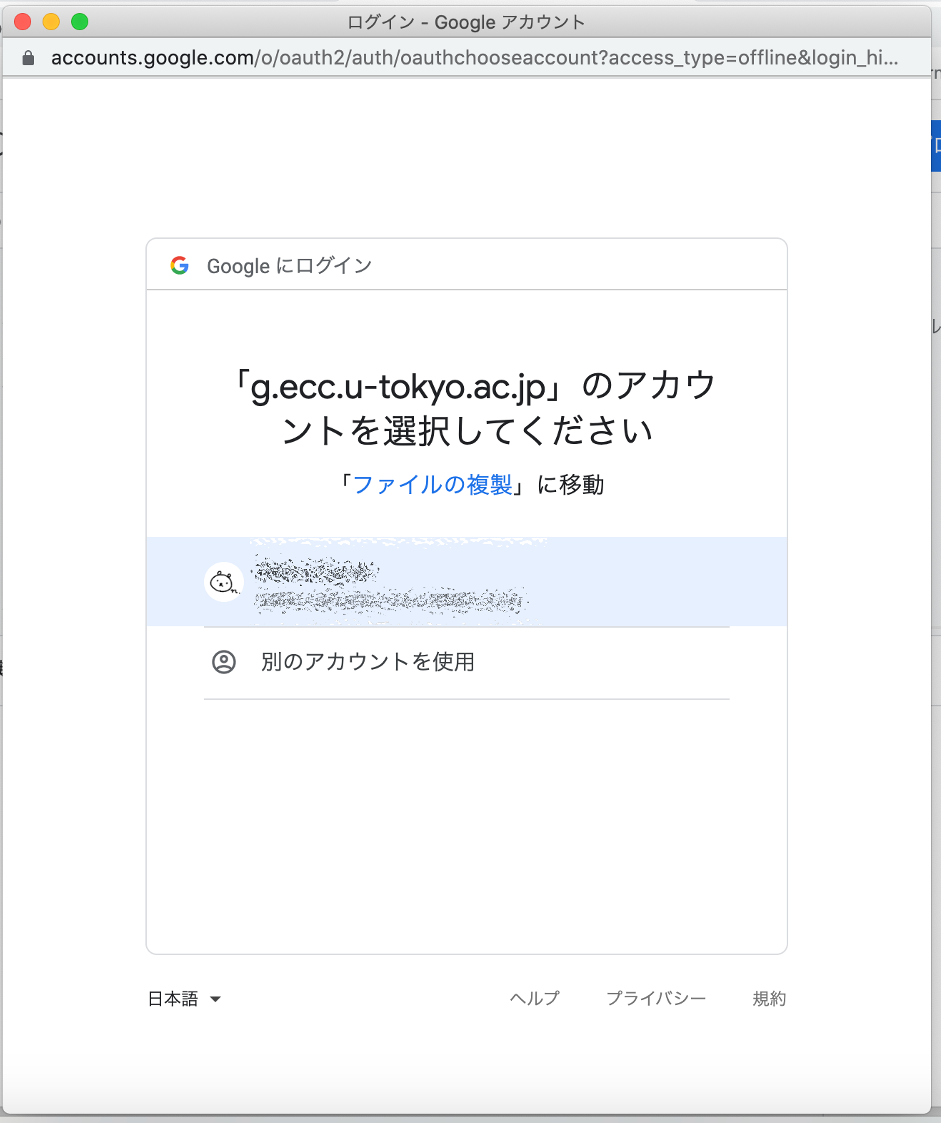 ログイン - Google アカウント
accounts.google.com/o/oauth2/auth/oauthchooseaccount?access_type=offline&login_hi...
Google にログイン
「g.ecc.u-tokyo.ac.jp」のアカウ
ントを選択してください
「ファイルの複製」に移動
別のアカウントを使用
日本語
ヘルプ
プライバシー
規約